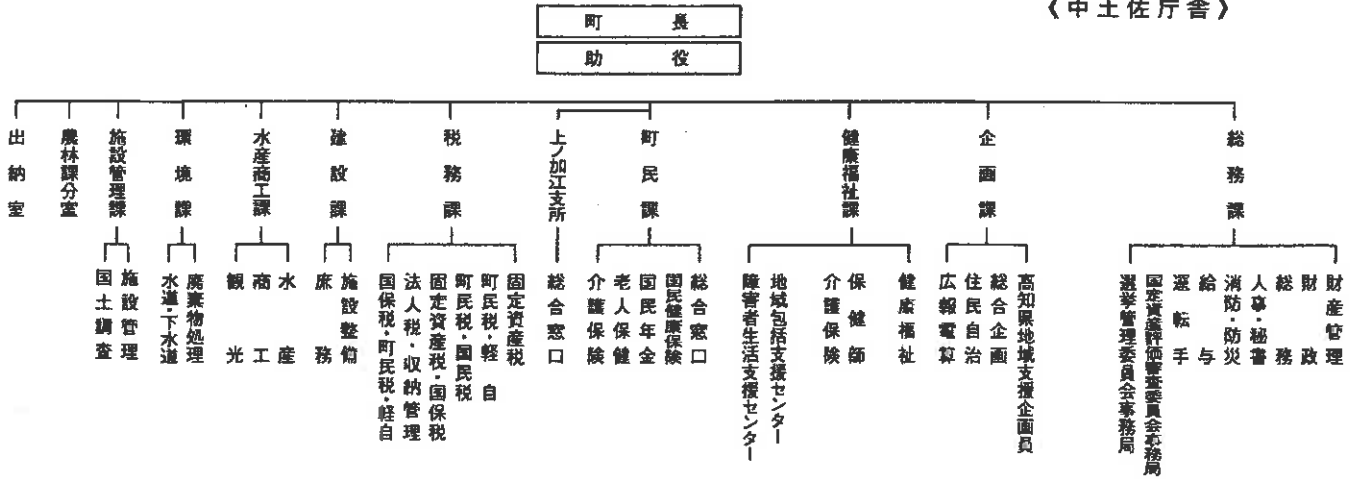 《中土佐庁舎》
町長
助役
総務課
企画課
健康福祉課
町民課
上ノ加江支所
税務課
建設課
水産商工課
環境課
施設管理課
農林課分室
出納室
財産管理
財政
総務
人事・秘書
消防・防災
給与
運転手
固定資産評価審査委員会事務局
選挙管理委員会事務局
高知県地域支援企画員
総合企画
住民自治
広報電算
健康福祉
保健師
介護保険
地域包括支援センター
障害者生活支援センター
総合窓口
国民健康保険
国民年金
老人保健
介護保険
総合窓口
固定資産税
町民税・軽自
町民税・国民税
固定資産税・国保税
法人税・収納管理
国保税・町民税・軽自
施設整備
庶務
水産
商工
観光
廃棄物処理
水道・下水道
施設管理
国土調査